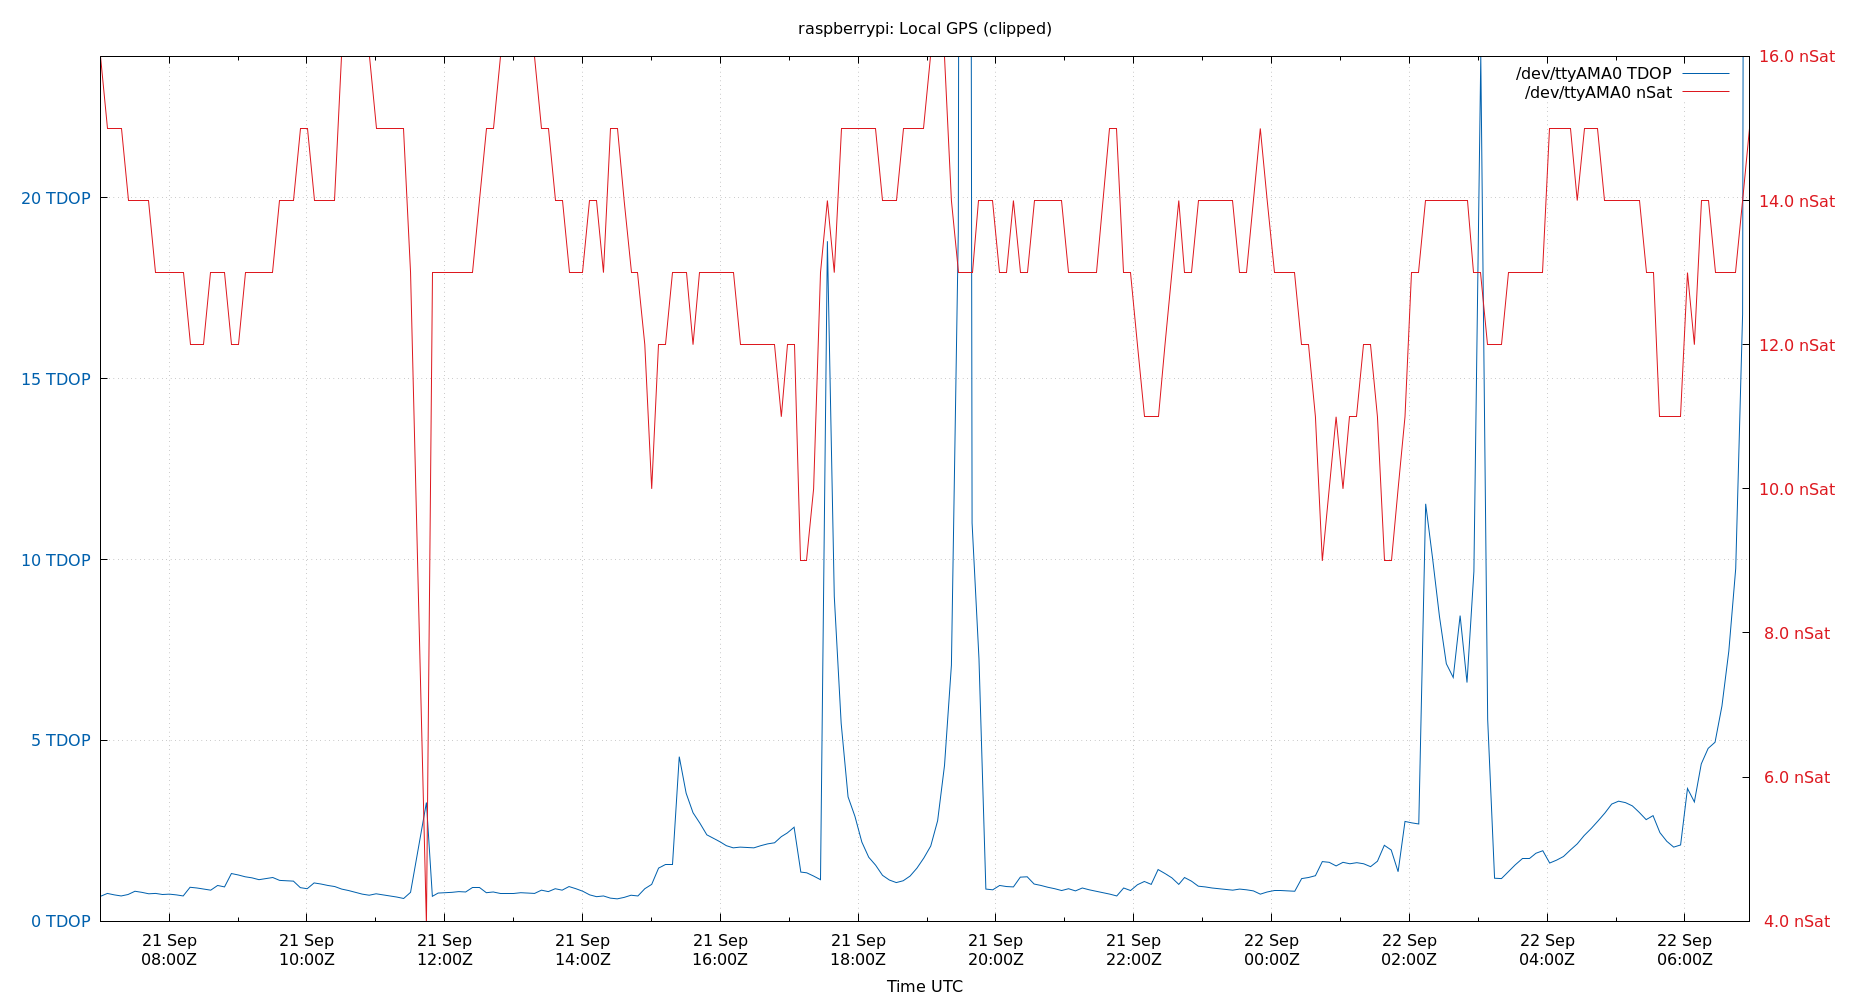 raspberrypi: Local GPS (clipped)
16.0 nSat
/dev/ttyAMA0 TDOP
/dev/ttyAMA0 nSat
20 TDOP
14.0 nSat
15 TDOP
12.0 nSat
10.0 nSat
10 TDOP
8.0 nSat
5 TDOP
6.0 nSat
0 TDOP
4.0 nSat
21 Sep 21 Sep 21 Sep 21 Sep 21 Sep 21 Sep 21 Sep 21 Sep 22 Sep 22 Sep 22 Sep 22 Sep
08:00Z 10:00Z 12:00Z 14:00Z 16:00Z 18:00Z 20:00Z 22:00Z 00:00Z 02:00Z 04:00Z 06:00Z
Time UTC